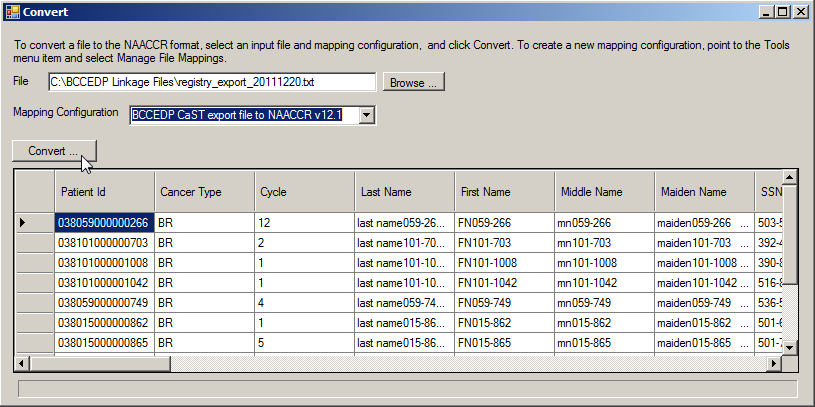 Convert
To convert a file to the NAACCR format, select an input file and mapping configuration,  and click Convert. To create a new mapping configuration, point to the Tools
menu item and select Manage File Mappings.
File C:\BCCEDP Linkage Files\registry_export_20111220.txt Browse ...
Mapping Configuration BCCEDP CaST export file to NAACCR v12.1
Convert ...
Patient Id Cancer Type Cycle Last Name First Name Middle Name Maiden Name SSN
038059000000266 BR 12 last name059-26... FN059-266 mn059-266 maiden059-266 ... 503-5
038101000000703 BR 2 last name101-70... FN101-703 mn101-703 maiden101-703 ... 392-4
038101000001008 BR 1 last name101-10... FN101-1008 mn101-1008 maiden101-1008 ... 390-8
038101000001042 BR 1 last name101-10... FN101-1042 mn101-1042 maiden101-1042 ... 516-8
038059000000749 BR 4 last name059-74... FN059-749 mn059-749 maiden059-749 ... 536-5
038015000000862 BR 1 last name015-86... FN015-862 mn015-862 maiden015-862 ... 501-6
038015000000865 BR 5 last name015-86... FN015-865 mn015-865 maiden015-865 ... 501-7